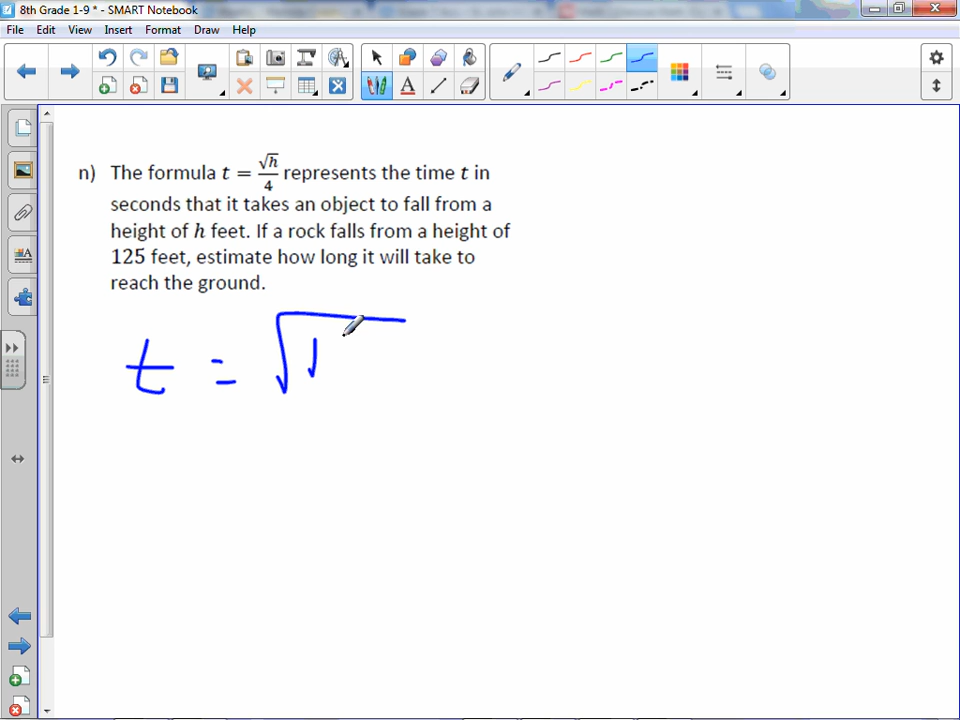 8th Grade 1-9 * - SMART Notebook
File Edit View Insert Format Draw Help
n) The formula t = √h/4 represents the time t in
seconds that it takes an object to fall from a
height of h feet. If a rock falls from a height of
125 feet, estimate how long it will take to
reach the ground.
t = √1